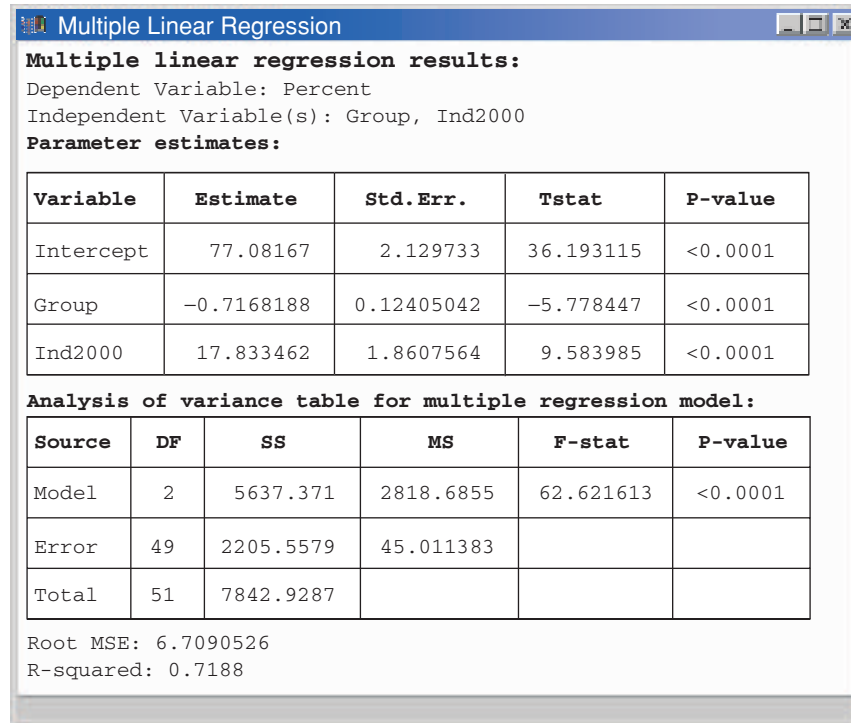 Multiple Linear Regression
Multiple linear regression results:
Dependent Variable: Percent
Independent Variable(s): Group, Ind2000
Parameter estimates:
Variable Estimate Std.Err. Tstat P-value
Intercept 77.08167 2.129733 36.193115 <0.0001
Group −0.7168188 0.12405042 −5.778447 <0.0001
Ind2000 17.833462 1.8607564 9.583985 <0.0001
Analysis of variance table for multiple regression model:
Source DF SS MS F-stat P-value
Model 2 5637.371 2818.6855 62.621613 <0.0001
Error 49 2205.5579 45.011383
Total 51 7842.9287
Root MSE: 6.7090526
R-squared: 0.7188